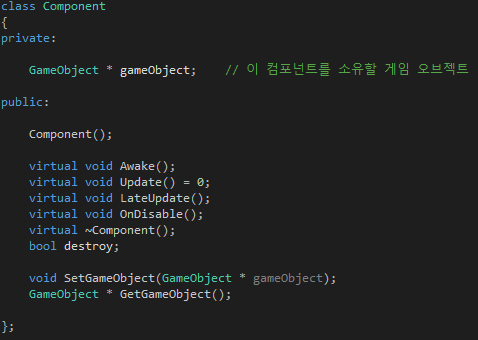 class Component
{
private:
GameObject * gameObject; // 이 컴포넌트를 소유할 게임 오브젝트
public:
Component();
virtual void Awake();
virtual void Update() = 0;
virtual void LateUpdate();
virtual void OnDisable();
virtual ~Component();
bool destroy;
void SetGameObject(GameObject * gameObject);
GameObject * GetGameObject();
};